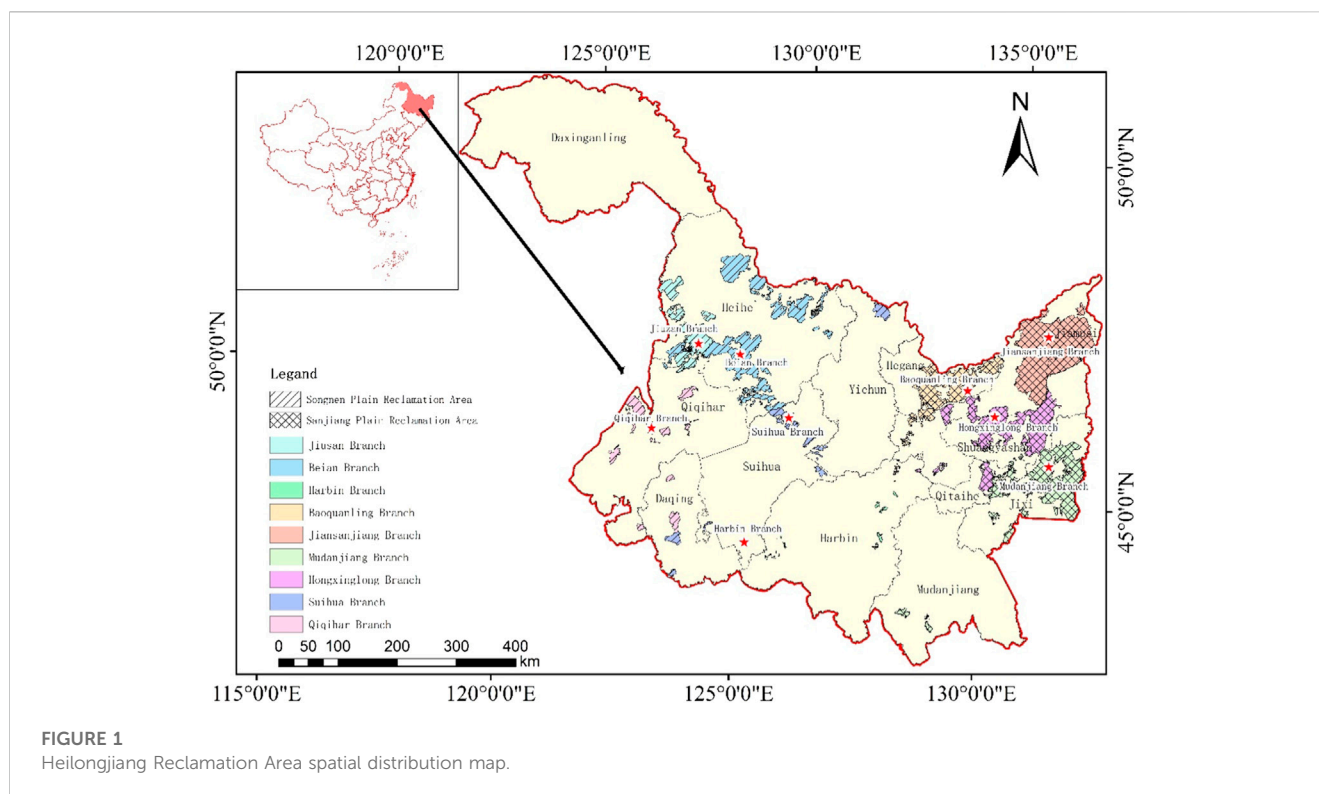 120°0'0"E 125°0'0"E 130°0'0"E 135°0'0"E
N
Daxinganling
50°0'0"N
Heihe
Jiusan Branch
Beian Branch
50°0'0"N
Jiamusi
Jiansanjiang Branch
Hegang
Baoquanling Branch
Yichun
Qiqihar
Qiqihar Branch
Suihua Branch
Hongxinglong Branch
Shuangyashan
Suihua
Mudanjiang Branch
Qitaihe
Jixi
Daqing
45°0'0"N
Harbin Branch
Harbin
Mudanjiang
Legand
Songnen Plain Reclamation Area
Sanjiang Plain Reclamation Area
Jiusan Branch
Beian Branch
Harbin Branch
Baoquanling Branch
Jiansanjiang Branch
Mudanjiang Branch
Hongxinglong Branch
Suihua Branch
Qiqihar Branch
0 50 100 200 300 400
km
115°0'0"E 120°0'0"E 125°0'0"E 130°0'0"E
FIGURE 1
Heilongjiang Reclamation Area spatial distribution map.